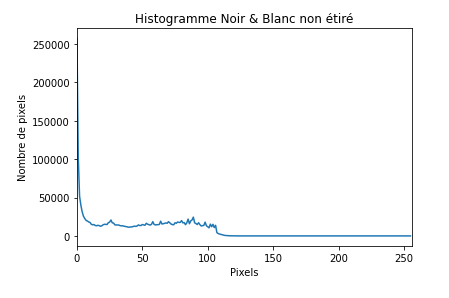 Histogramme Noir & Blanc non étiré
250000
200000
150000
100000
50000
0
Nombre de pixels
0 50 100 150 200 250
Pixels